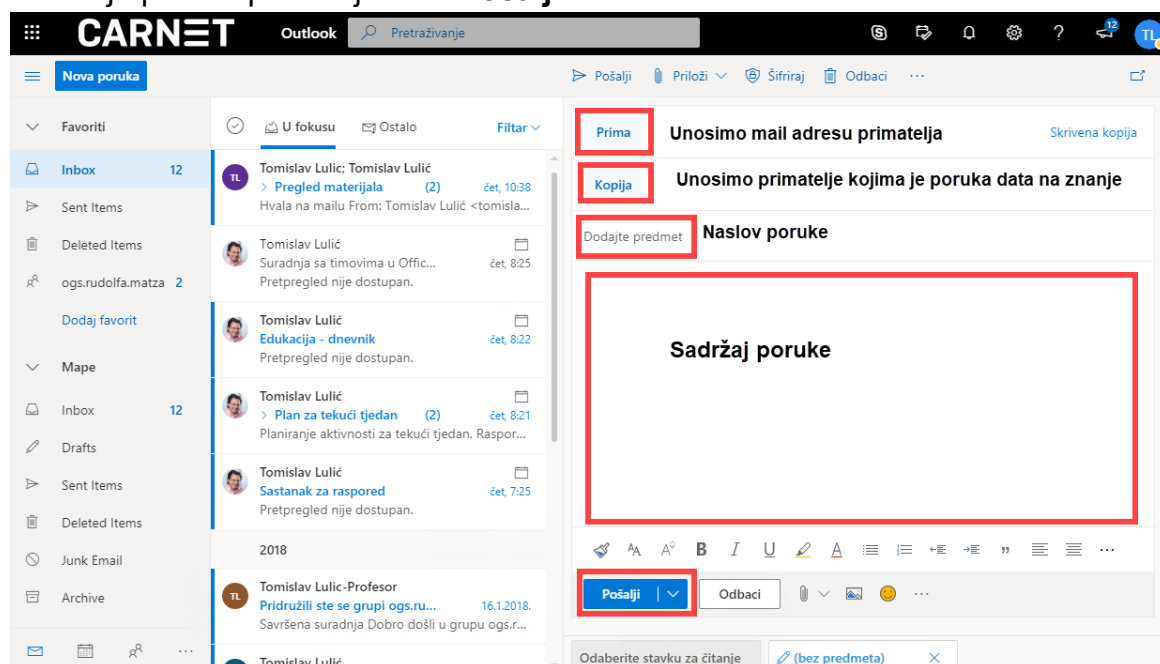 CARNET
Outlook
Pretraživanje
12
TL
Nova poruka
Pošalji
Priloži
Šifriraj
Odbaci
Favoriti
Inbox 12
Sent Items
Deleted Items
ogs.rudolfa.matza 2
Dodaj favorit
Mape
Inbox 12
Drafts
Sent Items
Deleted Items
Junk Email
Archive
U fokusu
Ostalo
Filtar
TL
Tomislav Lulic; Tomislav Lulić
> Pregled materijala (2) čet, 10:38
Hvala na mailu From: Tomislav Lulić <tomisla...
Tomislav Lulić
Suradnja sa timovima u Offic... čet, 8:25
Pretpregled nije dostupan.
Tomislav Lulić
Edukacija - dnevnik čet, 8:22
Pretpregled nije dostupan.
Tomislav Lulić
> Plan za tekući tjedan (2) čet, 8:21
Planiranje aktivnosti za tekući tjedan. Raspor...
Tomislav Lulić
Sastanak za raspored čet, 7:25
Pretpregled nije dostupan.
2018
TL
Tomislav Lulic-Profesor
Pridružili ste se grupi ogs.ru... 16.1.2018.
Savršena suradnja Dobro došli u grupu ogs.r...
Tomislav Lulić
Prima Unosimo mail adresu primatelja Skrivena kopija
Kopija Unosimo primatelje kojima je poruka data na znanje
Dodajte predmet Naslov poruke
Sadržaj poruke
Pošalji
Odbaci
Odaberite stavku za čitanje
(bez predmeta)